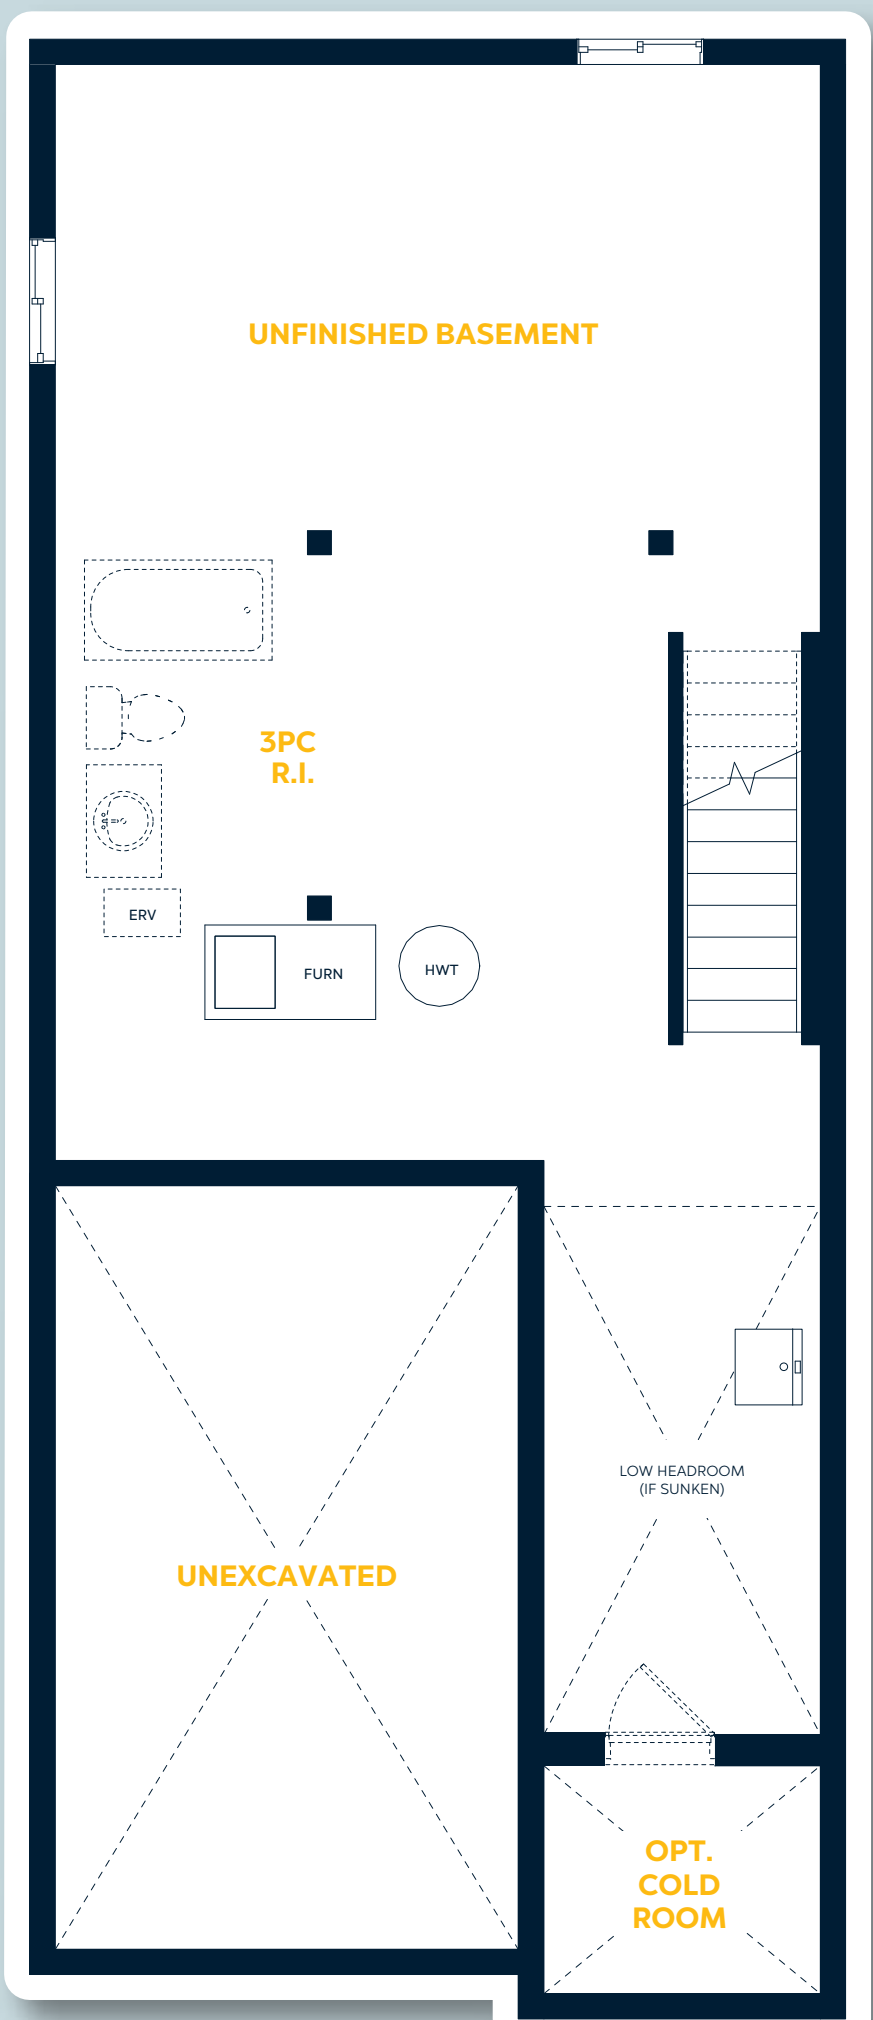 UNFINISHED BASEMENT
3PC
R.I.
ERV
FURN
HWT
LOW HEADROOM
(IF SUNKEN)
UNEXCAVATED
OPT.
COLD
ROOM